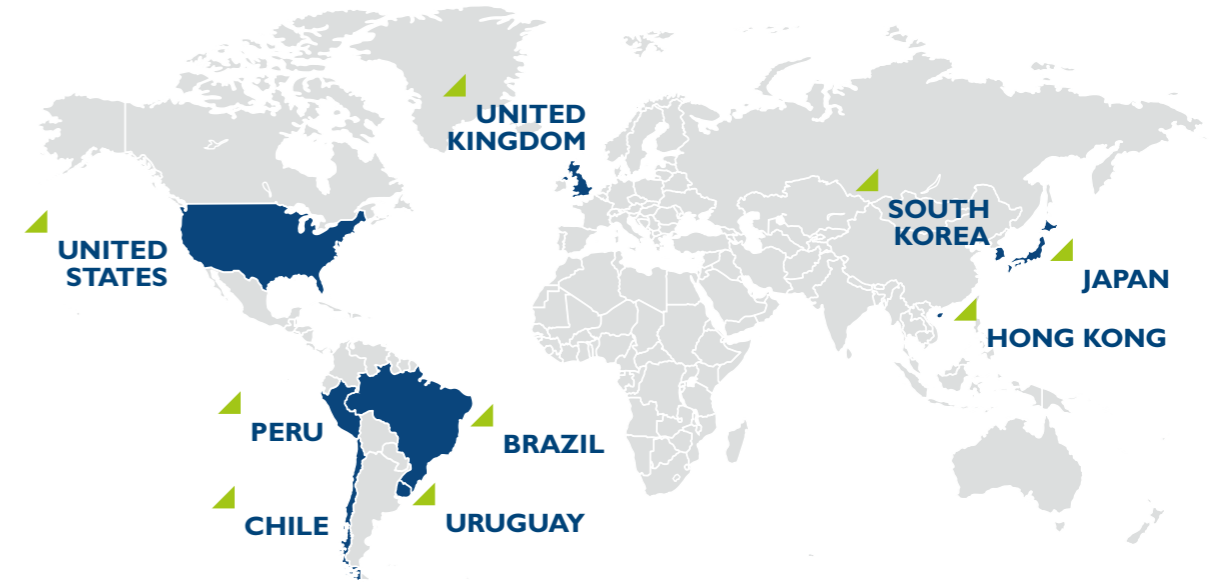 UNITED
KINGDOM
SOUTH
KOREA
UNITED
STATES
JAPAN
HONG KONG
PERU
BRAZIL
CHILE
URUGUAY